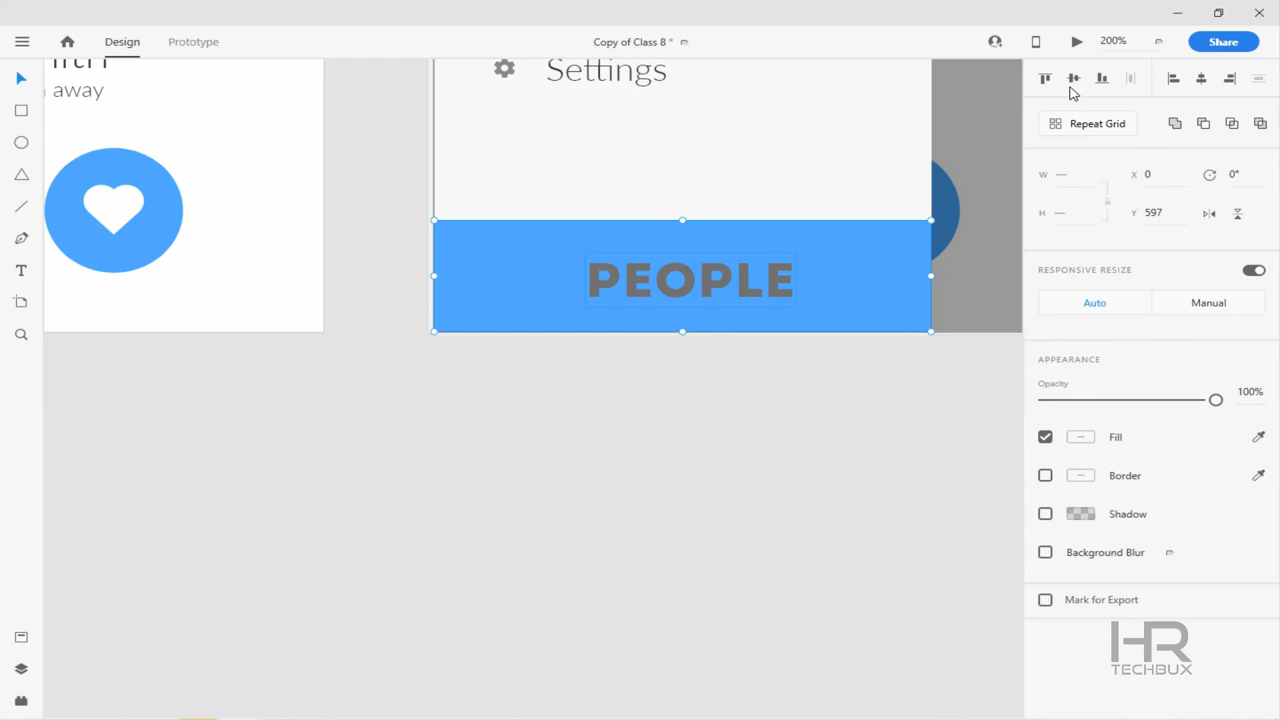 Design
Prototype
Copy of Class 8 *
200%
Share
away
Settings
PEOPLE
Repeat Grid
W —
X 0
0°
H —
Y 597
RESPONSIVE RESIZE
Auto
Manual
APPEARANCE
Opacity
100%
Fill
Border
Shadow
Background Blur
Mark for Export
HR
TECHBUX